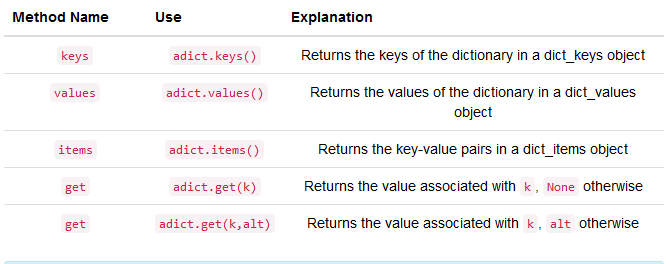 Method Name Use Explanation
keys adict.keys() Returns the keys of the dictionary in a dict_keys object
values adict.values() Returns the values of the dictionary in a dict_values
object
items adict.items() Returns the key-value pairs in a dict_items object
get adict.get(k) Returns the value associated with k, None otherwise
get adict.get(k,alt) Returns the value associated with k, alt otherwise